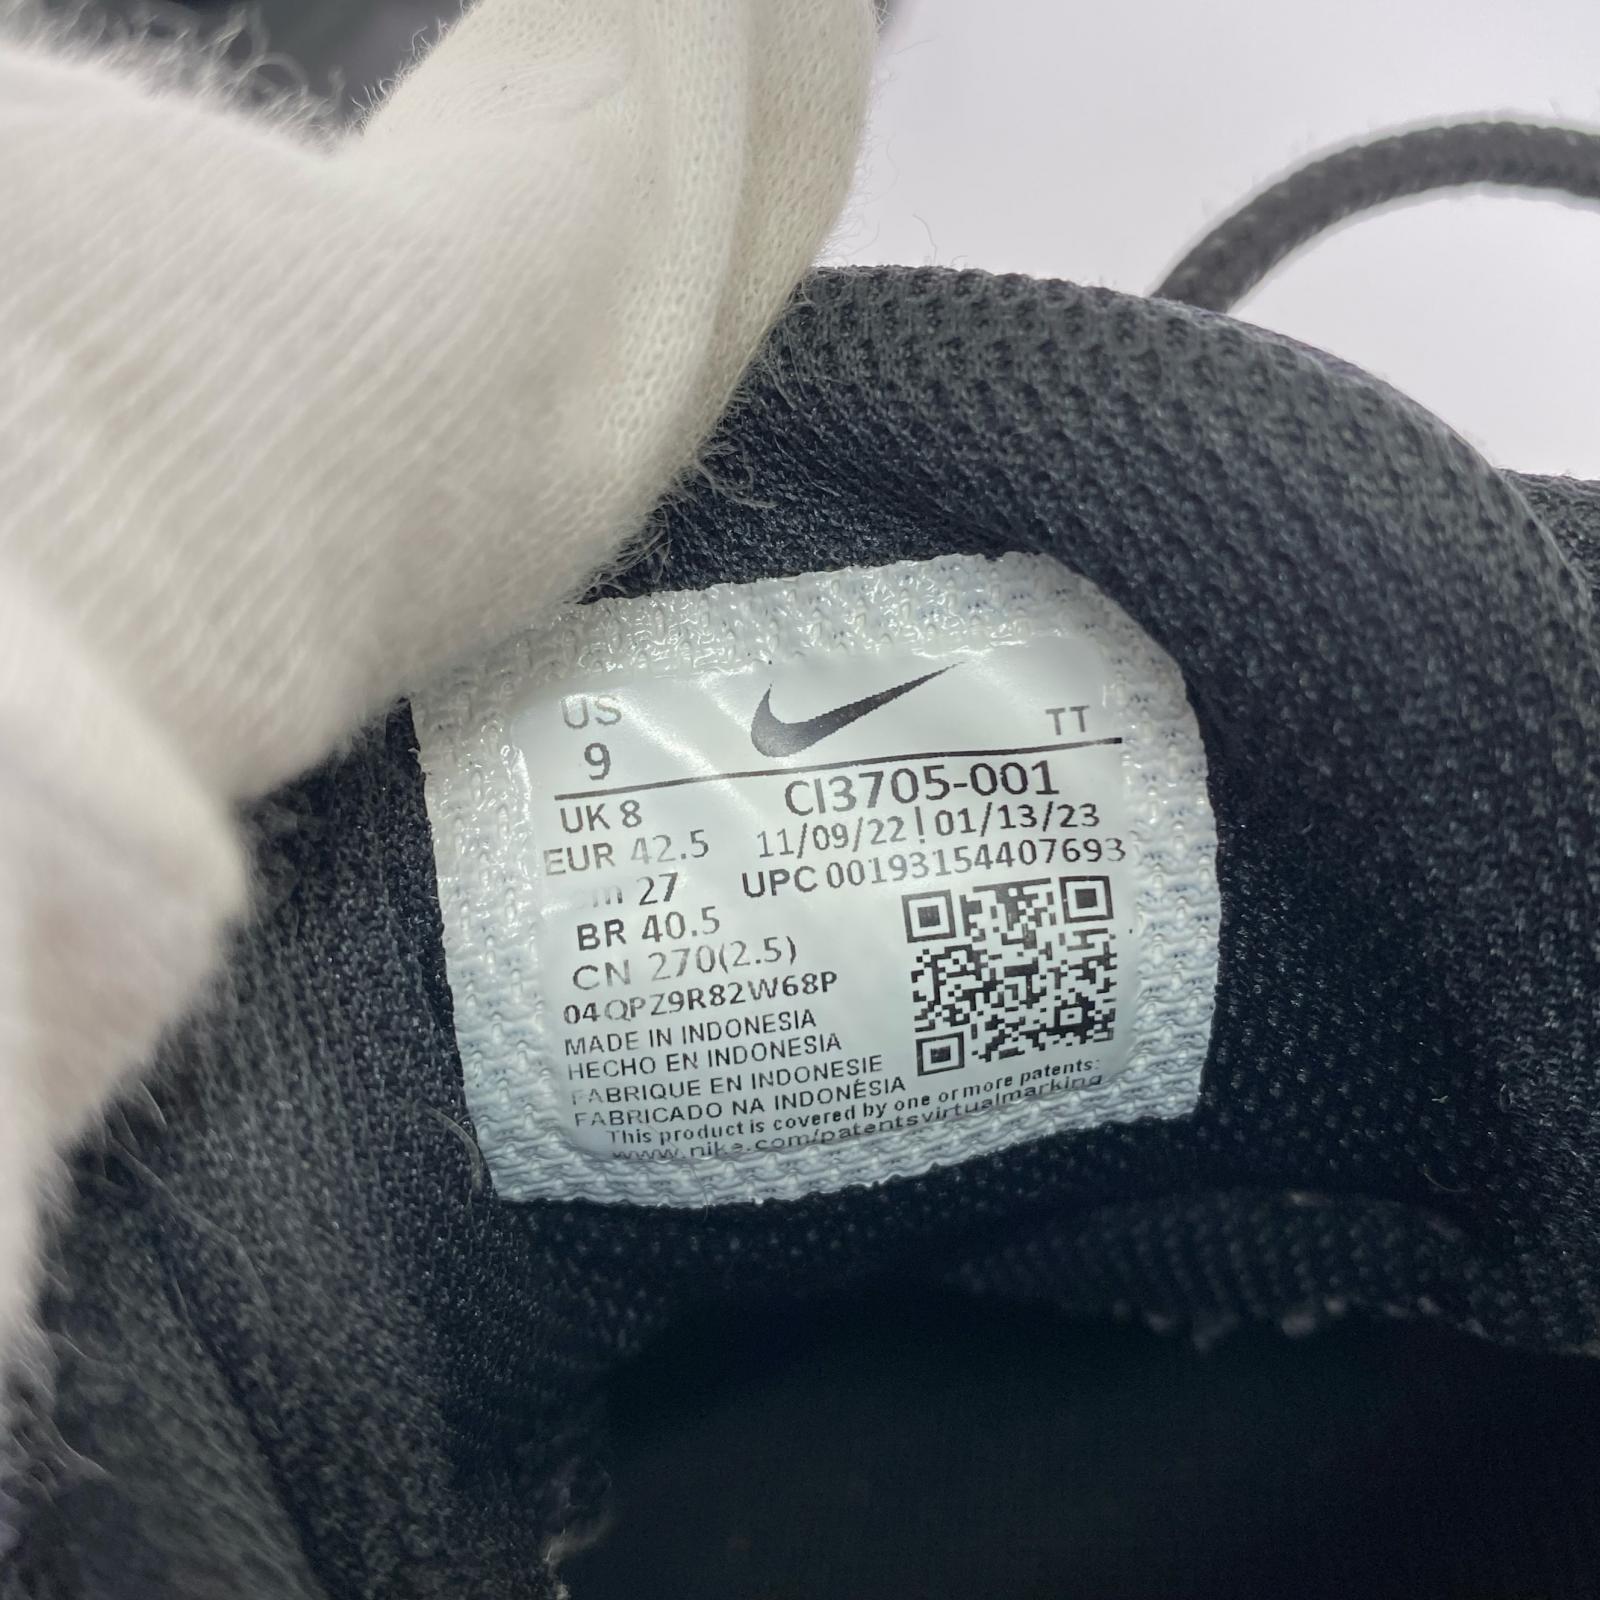 US
9
TT
CI3705-001
UK 8
11/09/22 | 01/13/23
EUR 42.5
UPC 00193154407693
cm 27
BR 40.5
CN 270(2.5)
04QPZ9R82W68P
MADE IN INDONESIA
HECHO EN INDONESIA
FABRIQUE EN INDONESIE
FABRICADO NA INDONÉSIA
This product is covered by one or more patents:
www.nike.com/patentsvirtualmarking